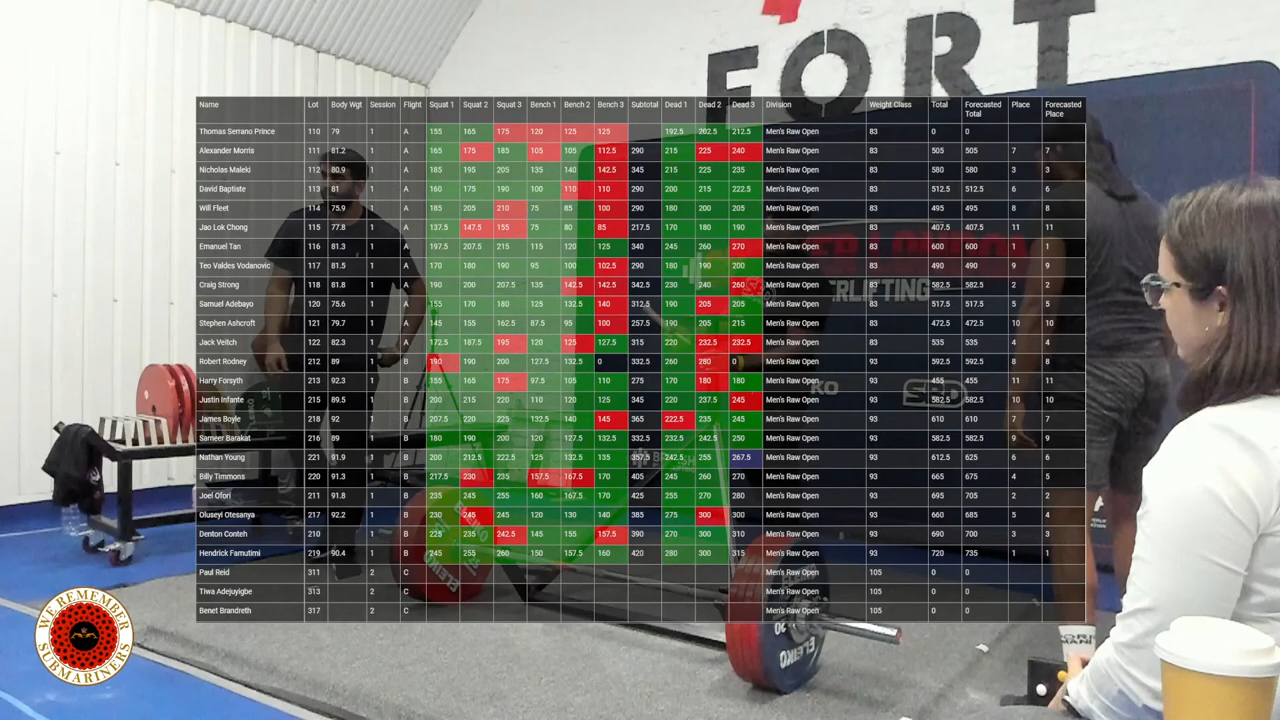 FORT
Name Lot Body Wgt Session Flight Squat 1 Squat 2 Squat 3 Bench 1 Bench 2 Bench 3 Subtotal Dead 1 Dead 2 Dead 3 Division Weight Class Total Forecasted Total Place Forecasted Place
Thomas Serrano Prince 110 79 1 A 155 165 175 120 125 125 192.5 202.5 212.5 Men's Raw Open 83 0 0
Alexander Morris 111 81.2 1 A 165 175 185 105 105 112.5 290 215 225 240 Men's Raw Open 83 505 505 7 7
Nicholas Maleki 112 80.9 1 A 185 195 205 135 140 142.5 345 215 225 235 Men's Raw Open 83 580 580 3 3
David Baptiste 113 81 1 A 160 175 190 100 110 110 290 200 215 222.5 Men's Raw Open 83 512.5 512.5 6 6
Will Fleet 114 75.9 1 A 185 205 210 75 85 100 290 180 200 205 Men's Raw Open 83 495 495 8 8
Jao Lok Chong 115 77.8 1 A 137.5 147.5 155 75 80 85 217.5 170 180 190 Men's Raw Open 83 407.5 407.5 11 11
Emanuel Tan 116 81.3 1 A 197.5 207.5 215 115 120 125 340 245 260 270 Men's Raw Open 83 600 600 1 1
Teo Valdes Vodanovic 117 81.5 1 A 170 180 190 95 100 102.5 290 180 190 200 Men's Raw Open 83 490 490 9 9
Craig Strong 118 81.8 1 A 190 200 207.5 135 142.5 142.5 342.5 230 240 260 Men's Raw Open 83 582.5 582.5 2 2
Samuel Adebayo 120 75.6 1 A 155 170 180 125 132.5 140 312.5 190 205 205 Men's Raw Open 83 517.5 517.5 5 5
Stephen Ashcroft 121 79.7 1 A 145 155 162.5 87.5 95 100 257.5 190 205 215 Men's Raw Open 83 472.5 472.5 10 10
Jack Veitch 122 82.3 1 A 172.5 187.5 195 125 125 127.5 315 220 232.5 232.5 Men's Raw Open 83 535 535 4 4
Robert Rodney 212 89 1 B 190 190 200 127.5 132.5 0 332.5 260 280 0 Men's Raw Open 93 592.5 592.5 8 8
Harry Forsyth 213 92.3 1 B 155 165 175 97.5 105 110 275 170 180 180 Men's Raw Open 93 455 455 11 11
Justin Infante 215 89.5 1 B 200 215 220 110 120 125 345 220 237.5 245 Men's Raw Open 93 582.5 582.5 10 10
James Boyle 218 92 1 B 207.5 220 225 132.5 140 145 365 222.5 235 245 Men's Raw Open 93 610 610 7 7
Sameer Barakat 216 89 1 B 180 190 200 120 127.5 132.5 332.5 232.5 242.5 250 Men's Raw Open 93 582.5 582.5 9 9
Nathan Young 221 91.9 1 B 200 212.5 222.5 125 132.5 135 357.5 242.5 255 267.5 Men's Raw Open 93 612.5 625 6 6
Billy Timmons 220 91.3 1 B 217.5 230 235 157.5 167.5 170 405 245 260 270 Men's Raw Open 93 665 675 4 5
Joel Ofori 211 91.8 1 B 235 245 255 160 167.5 170 425 255 270 280 Men's Raw Open 93 695 705 2 2
Oluseyi Otesanya 217 92.2 1 B 230 245 245 120 130 140 385 275 300 300 Men's Raw Open 93 660 685 5 4
Denton Conteh 210 91 1 B 225 235 242.5 145 155 157.5 390 270 300 310 Men's Raw Open 93 690 700 3 3
Hendrick Famutimi 219 90.4 1 B 245 255 260 150 157.5 160 420 280 300 315 Men's Raw Open 93 720 735 1 1
Paul Reid 311 2 C Men's Raw Open 105 0 0
Tiwa Adejuyigbe 313 2 C Men's Raw Open 105 0 0
Benet Brandreth 317 2 C Men's Raw Open 105 0 0
ERLIFTING
SBD
ELEIKO
ELEIKO
WE REMEMBER
SUBMARINERS